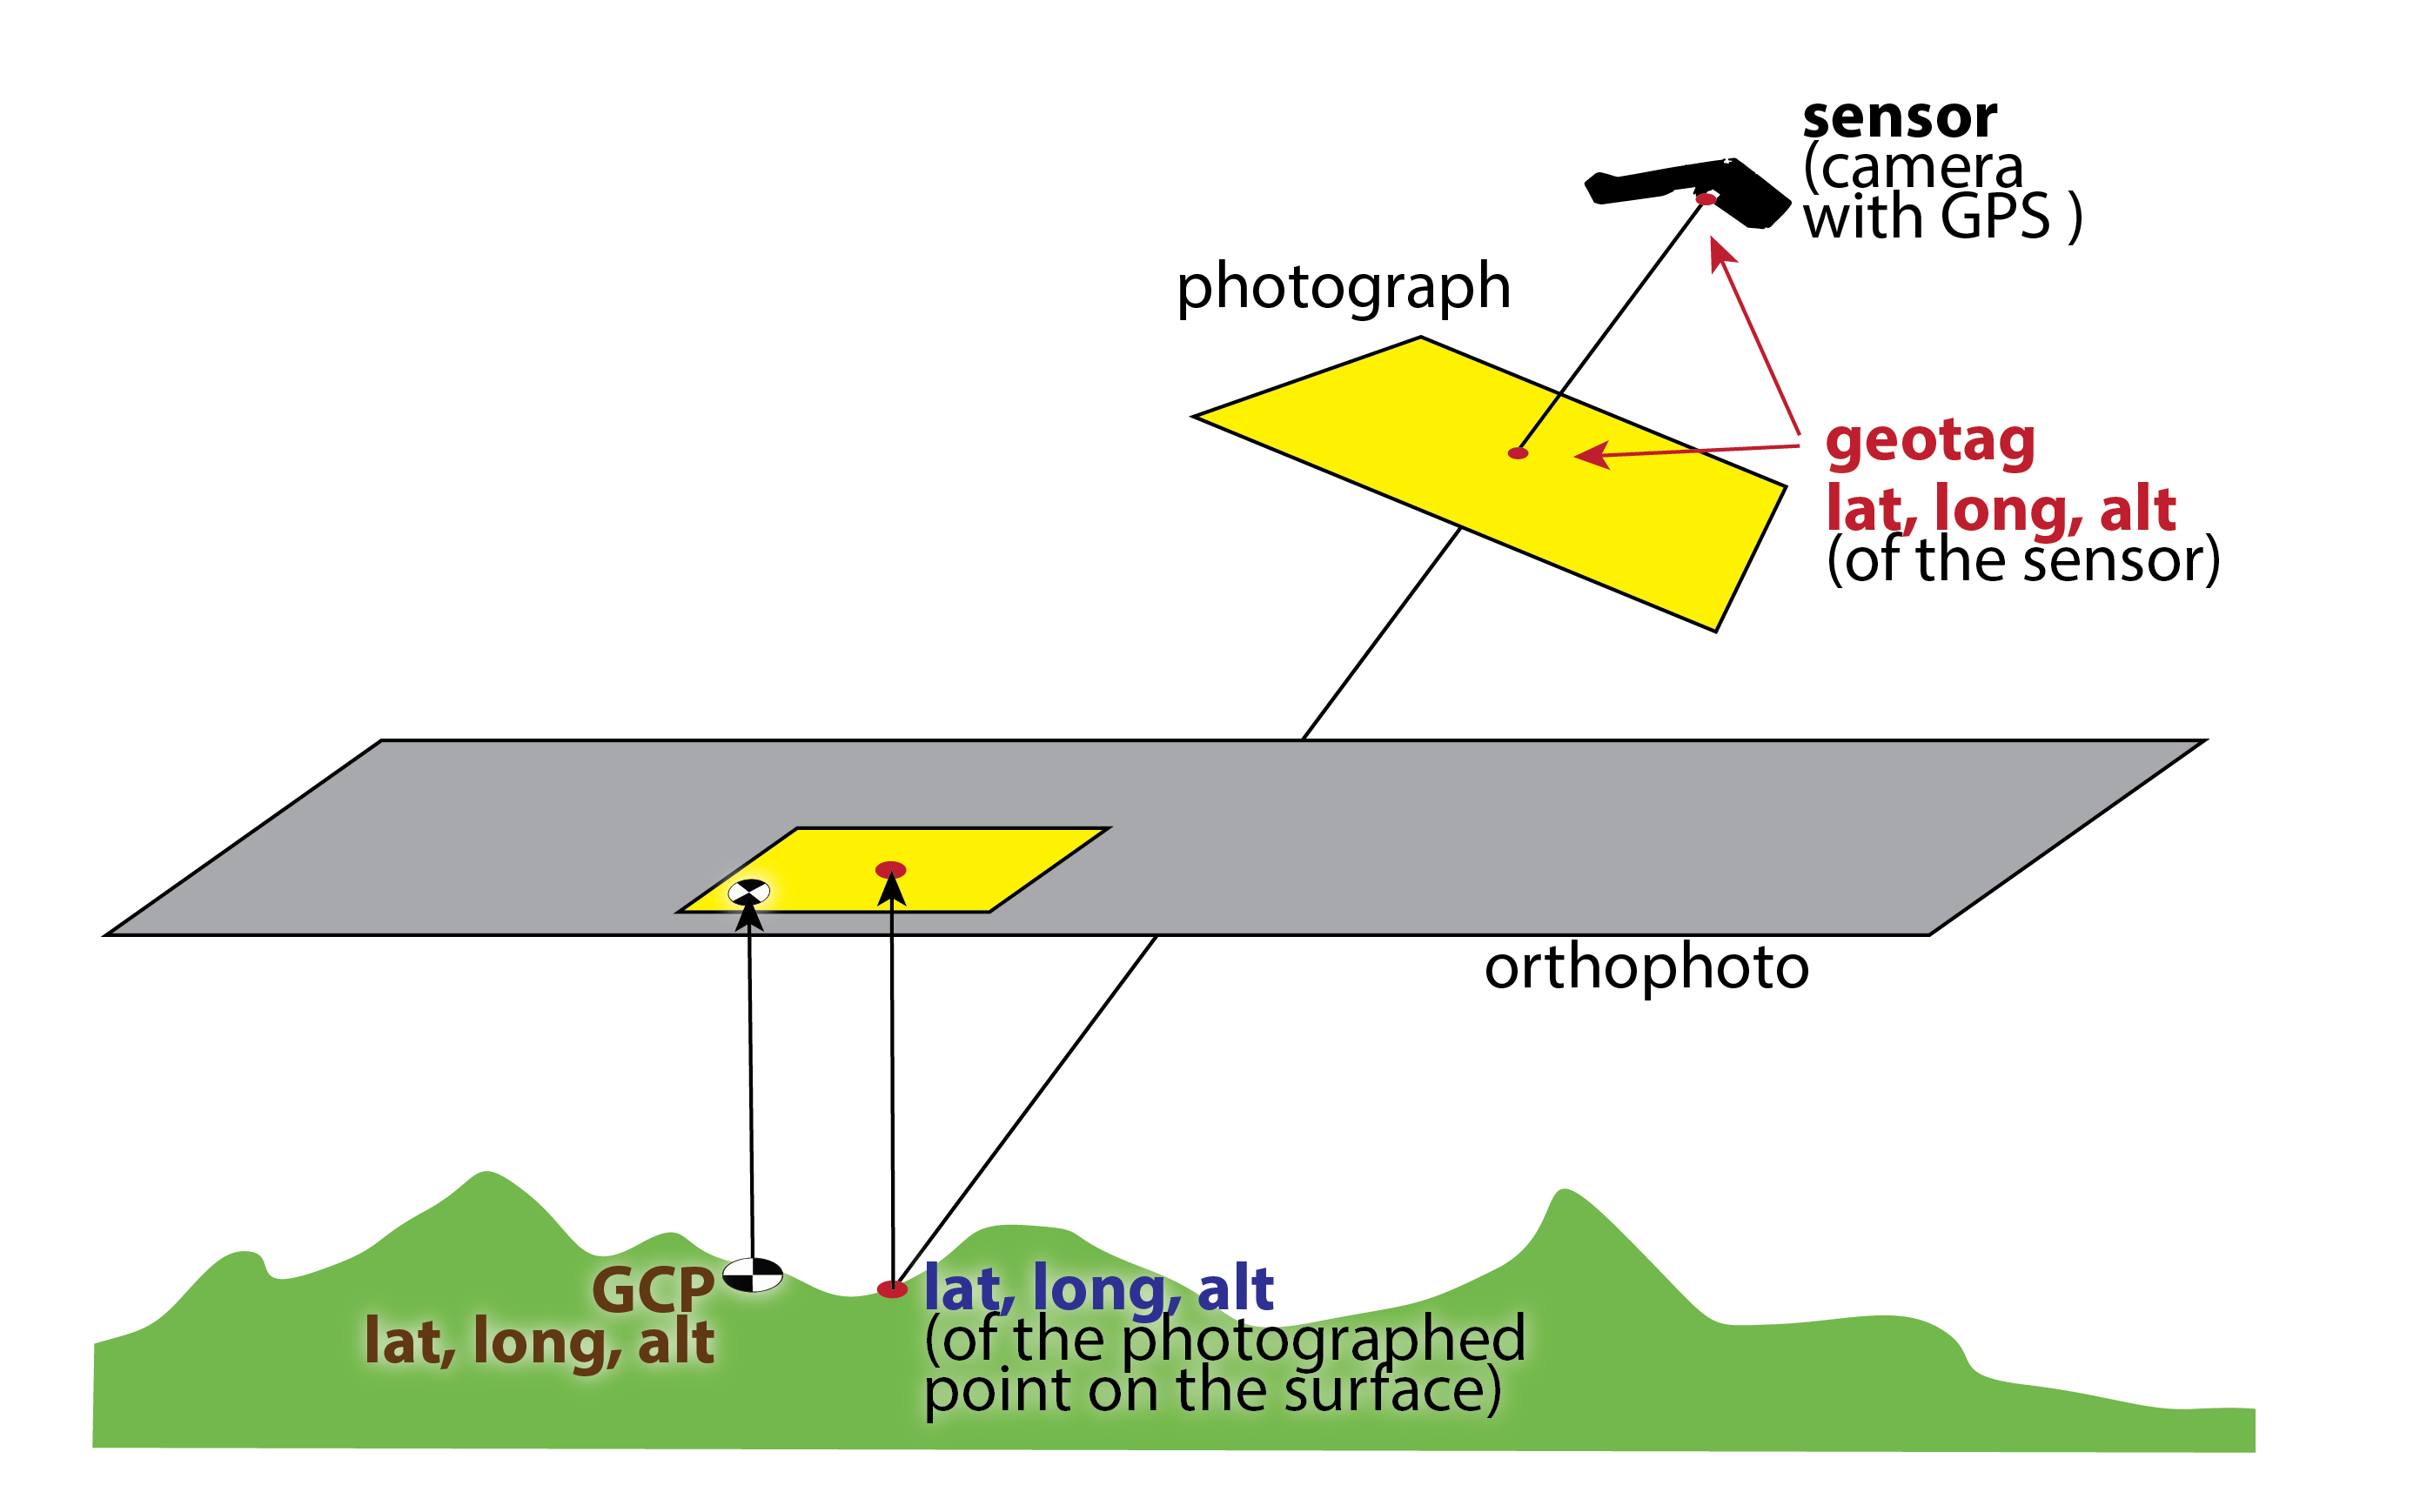 sensor
(camera
with GPS )
photograph
geotag
lat, long, alt
(of the sensor)
orthophoto
GCP
lat, long, alt
lat, long, alt
(of the photographed
point on the surface)